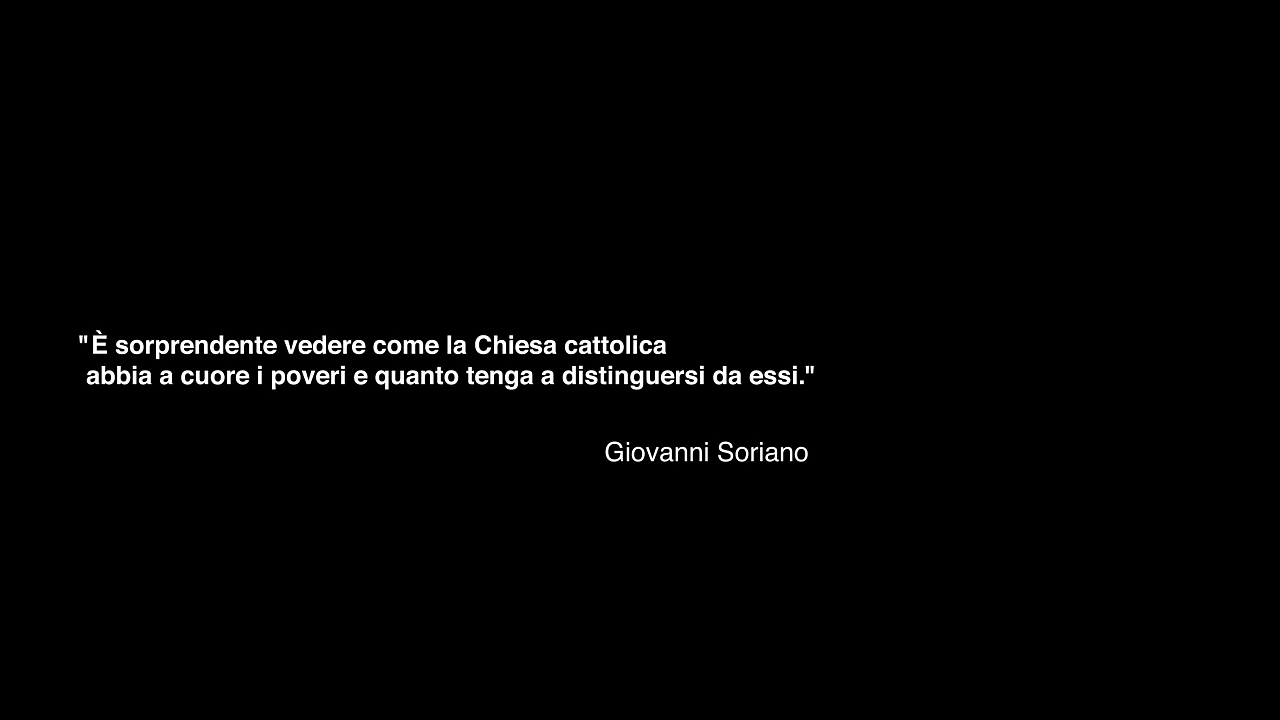 "È sorprendente vedere come la Chiesa cattolica
abbia a cuore i poveri e quanto tenga a distinguersi da essi."
Giovanni Soriano